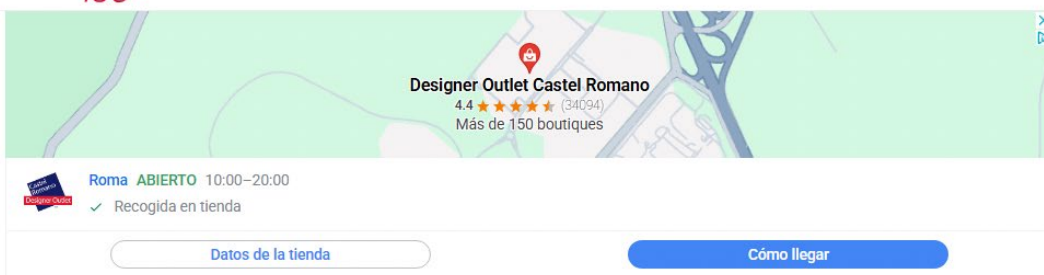 Designer Outlet Castel Romano
4.4 (34094)
Más de 150 boutiques
Castel
Romano
Designer Outlet
Roma ABIERTO 10:00–20:00
Recogida en tienda
Datos de la tienda
Cómo llegar